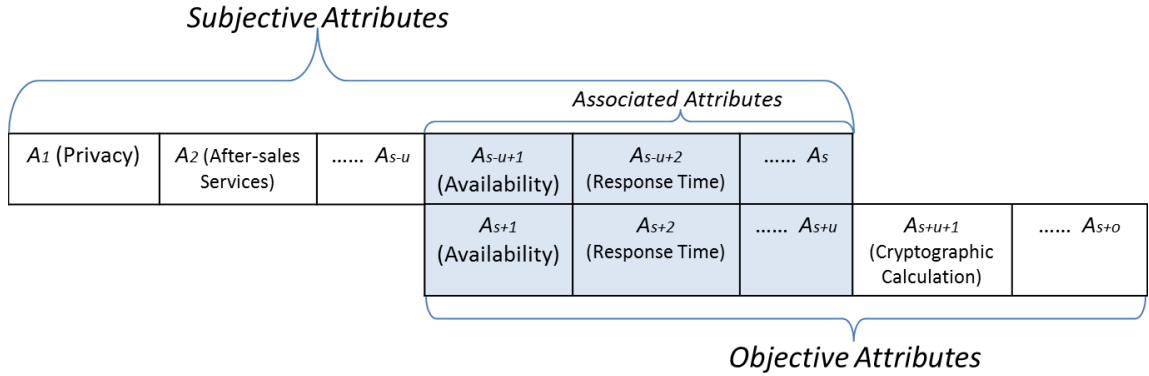 Subjective Attributes
Associated Attributes
A1 (Privacy)
A2 (After-sales
Services)
...... As-u
As-u+1
(Availability)
As-u+2
(Response Time)
...... As
As+1
(Availability)
As+2
(Response Time)
...... As+u
As+u+1
(Cryptographic
Calculation)
...... As+o
Objective Attributes